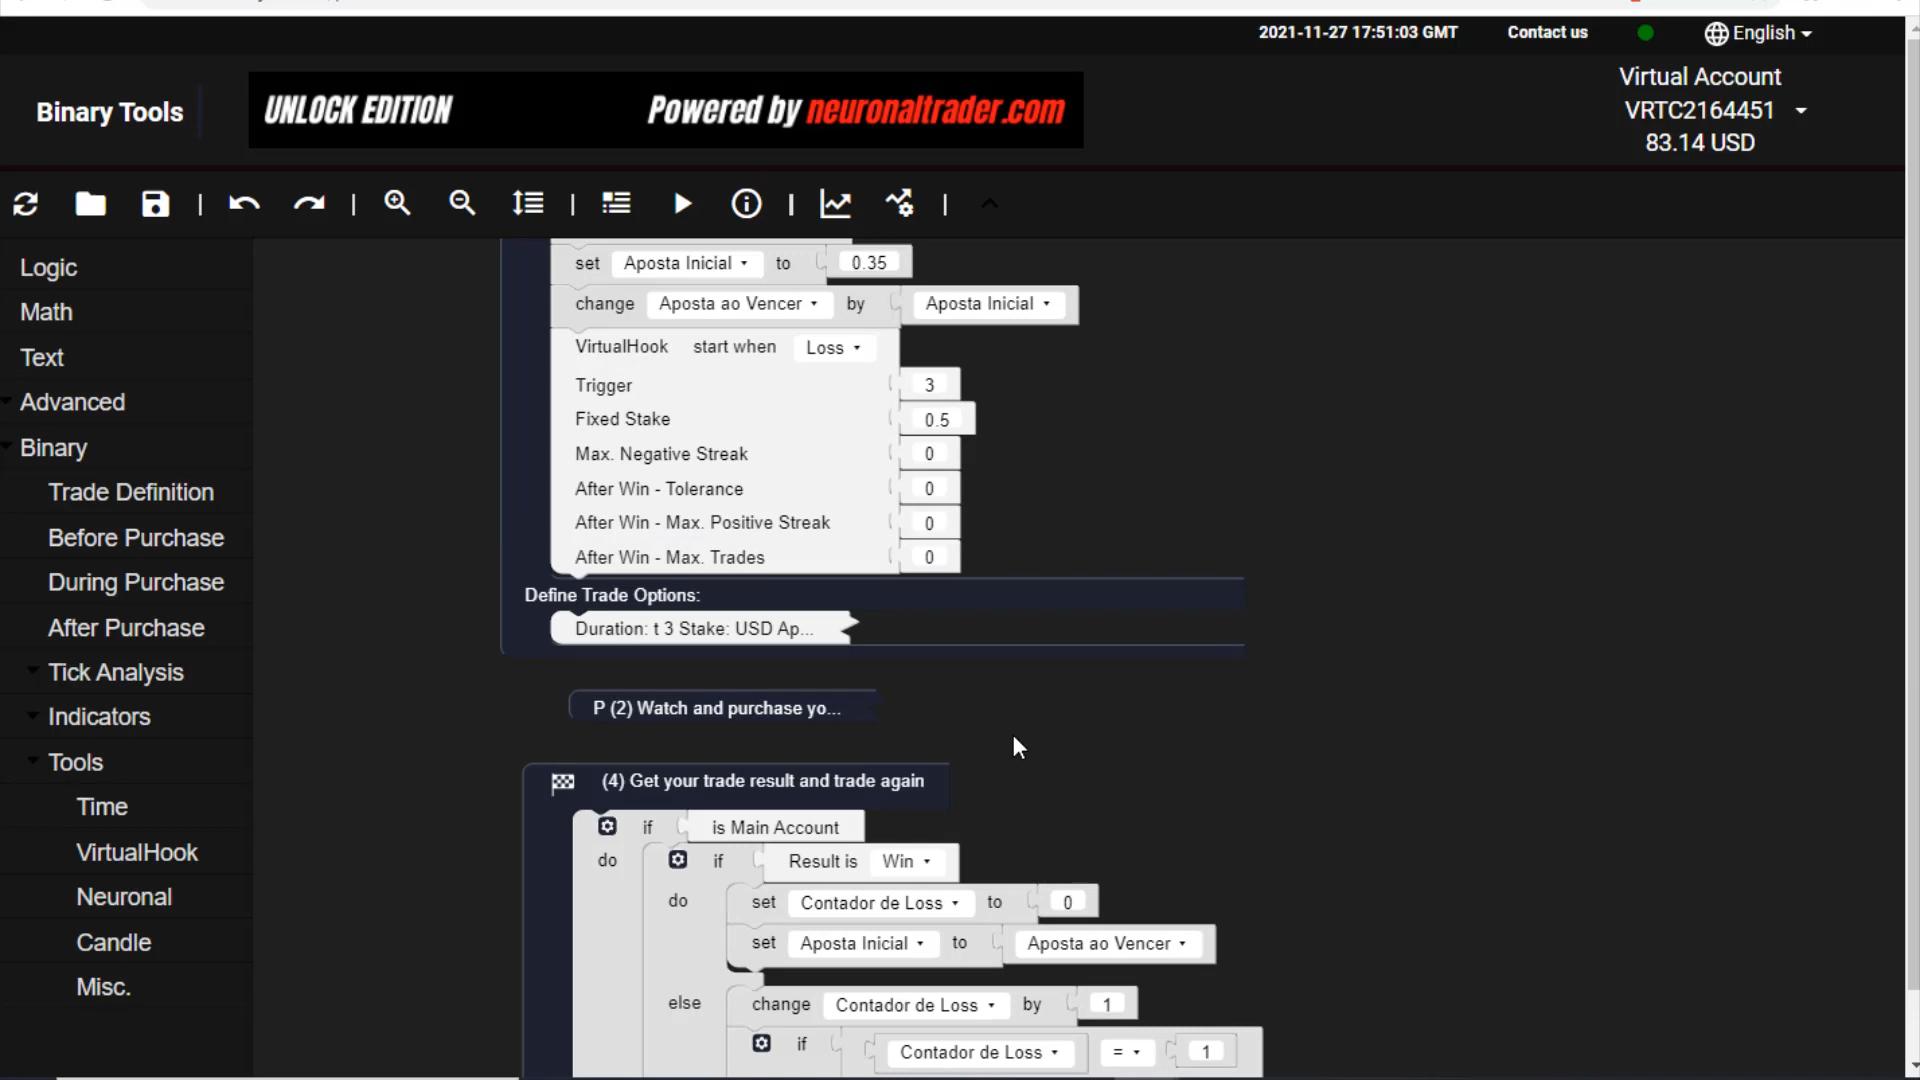 2021-11-27 17:51:03 GMT Contact us English
Binary Tools
UNLOCK EDITION Powered by neuronaltrader.com
Virtual Account
VRTC2164451
83.14 USD
Logic
Math
Text
Advanced
Binary
Trade Definition
Before Purchase
During Purchase
After Purchase
Tick Analysis
Indicators
Tools
Time
VirtualHook
Neuronal
Candle
Misc.
set Aposta Inicial to 0.35
change Aposta ao Vencer by Aposta Inicial
VirtualHook start when Loss
Trigger 3
Fixed Stake 0.5
Max. Negative Streak 0
After Win - Tolerance 0
After Win - Max. Positive Streak 0
After Win - Max. Trades 0
Define Trade Options:
Duration: t 3 Stake: USD Ap...
P (2) Watch and purchase yo...
(4) Get your trade result and trade again
if is Main Account
do if Result is Win
do set Contador de Loss to 0
set Aposta Inicial to Aposta ao Vencer
else change Contador de Loss by 1
if Contador de Loss = 1